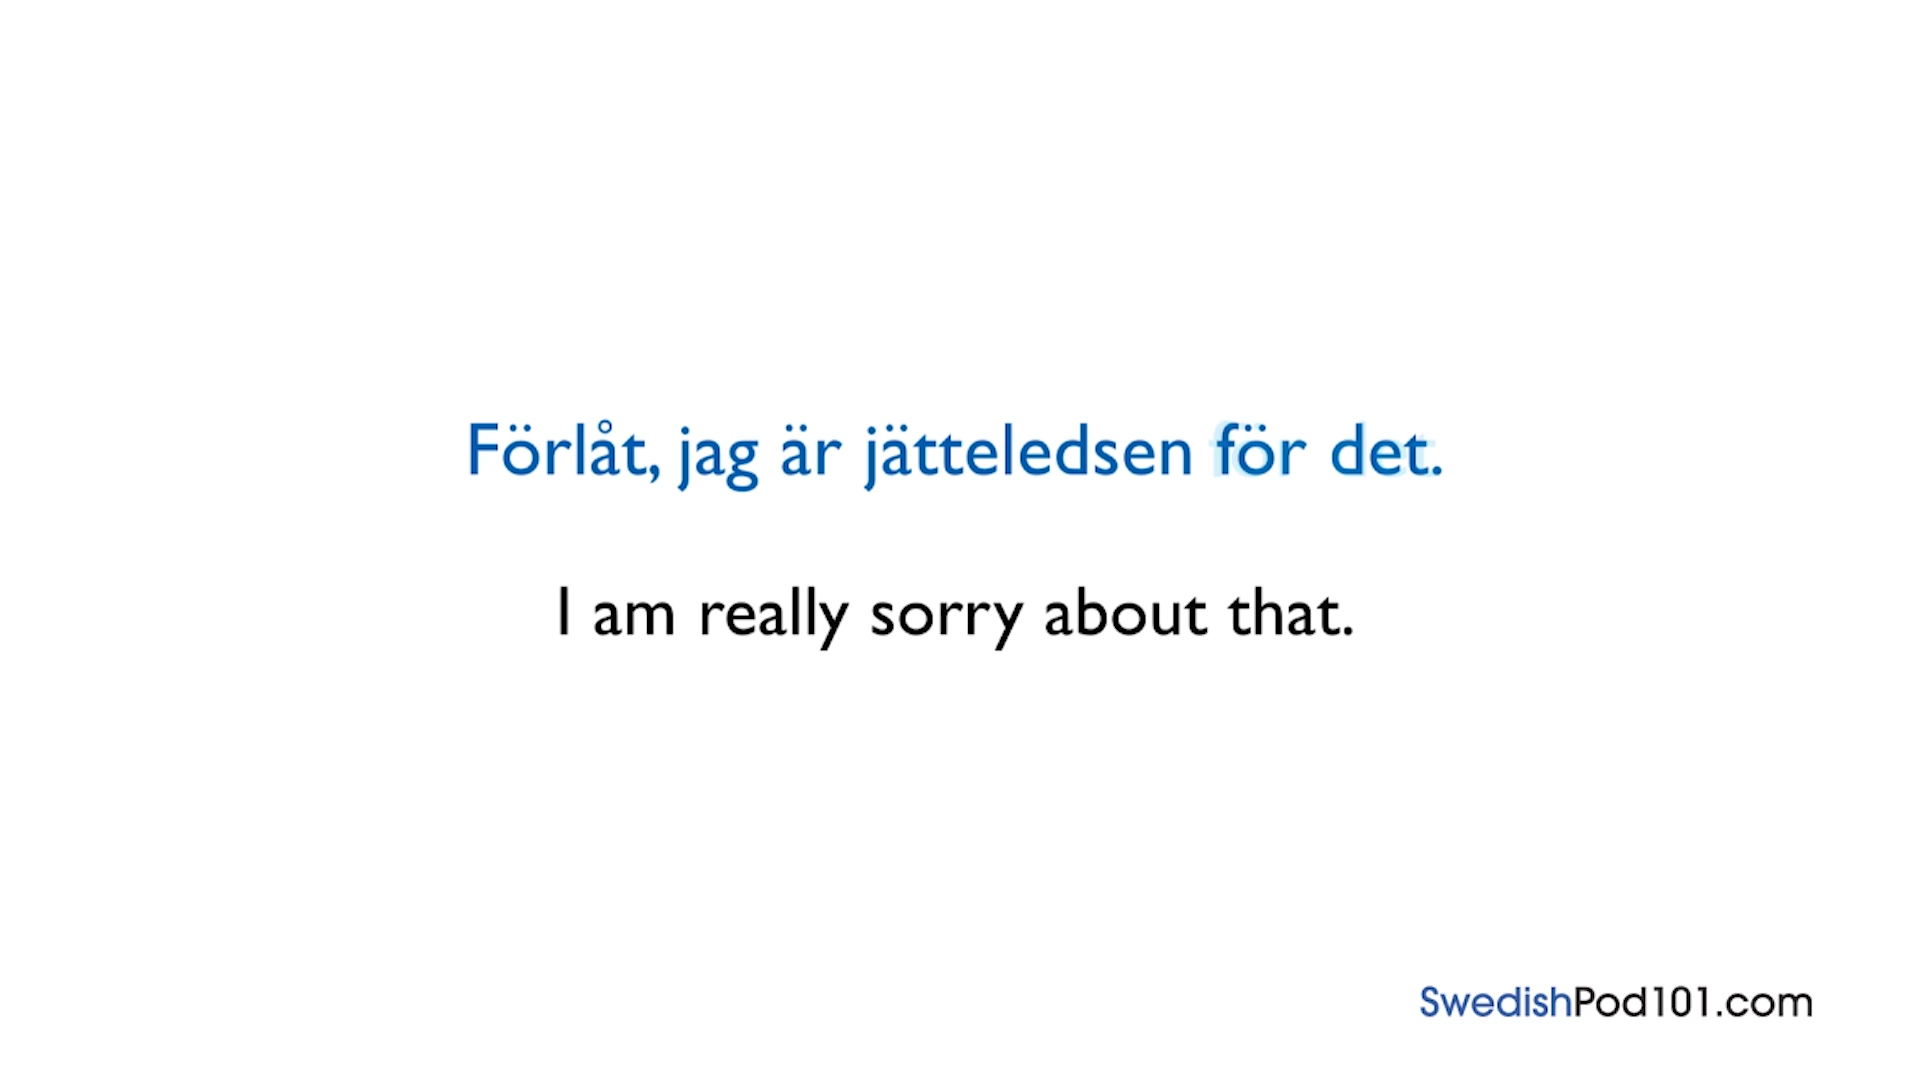 Förlåt, jag är jätteledsen för det.
I am really sorry about that.
SwedishPod101.com